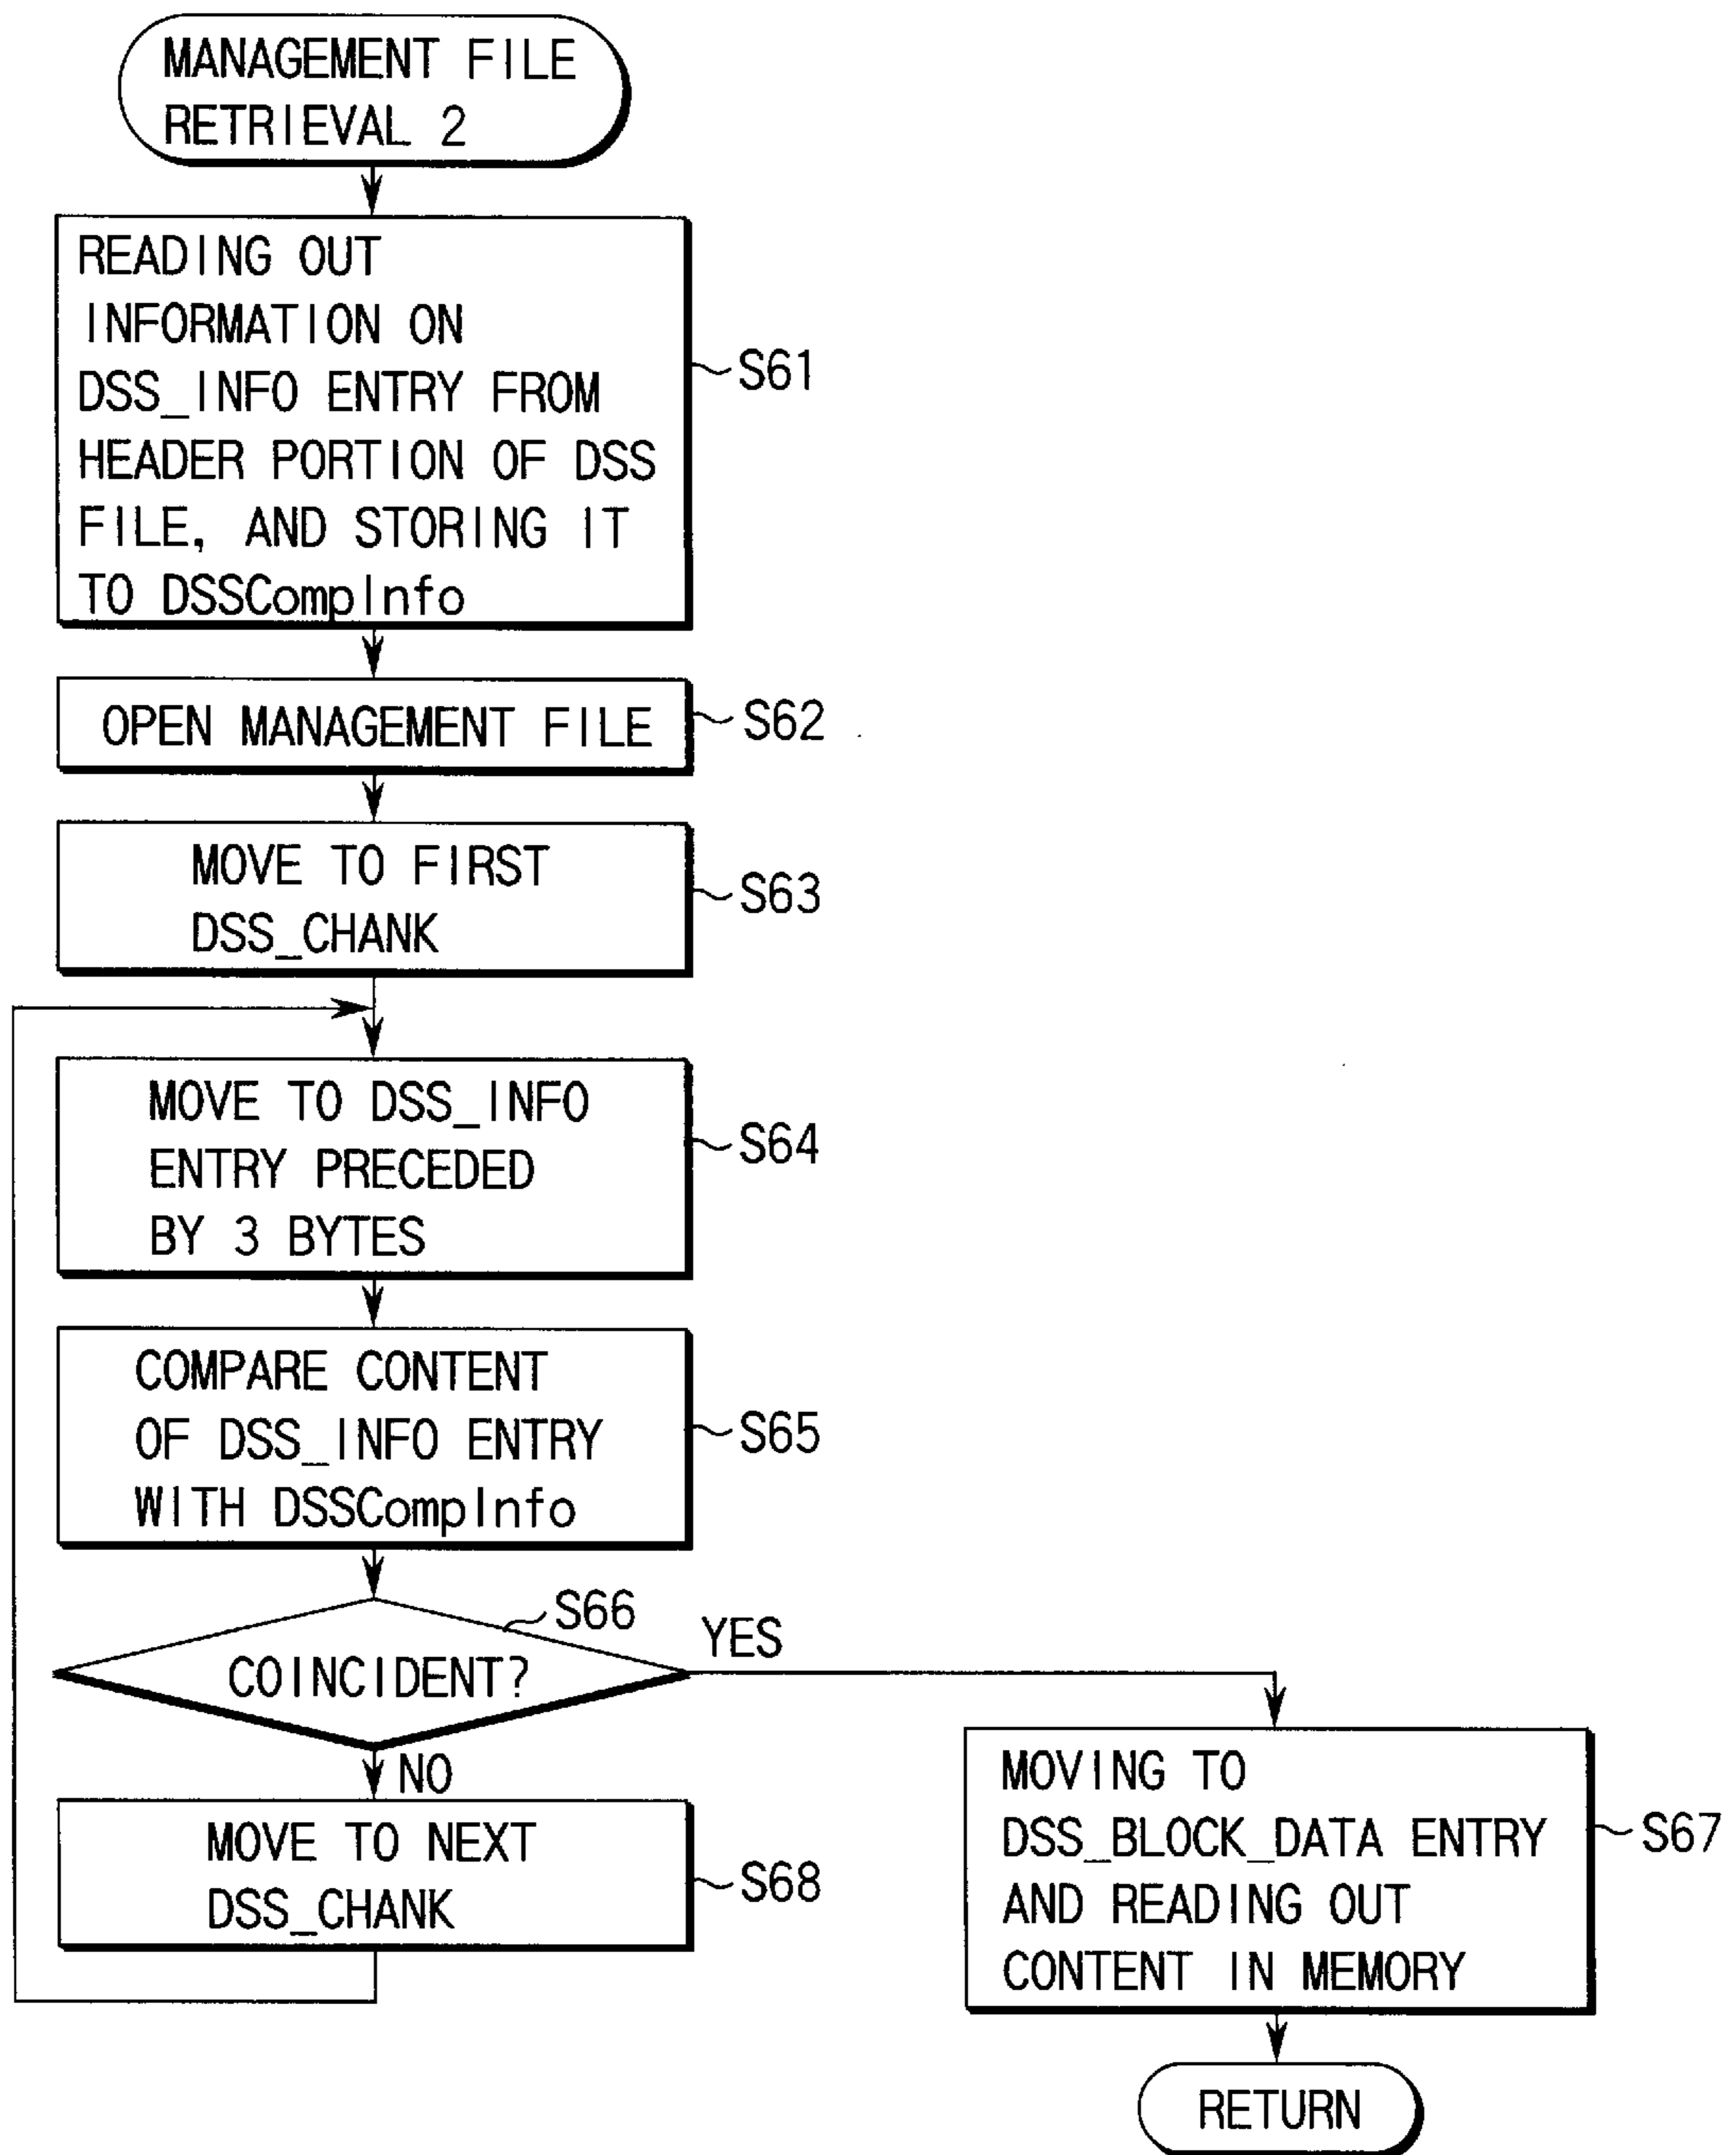 MANAGEMENT FILE
RETRIEVAL 2
READING OUT
INFORMATION ON
DSS_INFO ENTRY FROM
HEADER PORTION OF DSS
FILE, AND STORING IT
TO DSSCompInfo
S61
OPEN MANAGEMENT FILE
S62
MOVE TO FIRST
DSS_CHANK
S63
MOVE TO DSS_INFO
ENTRY PRECEDED
BY 3 BYTES
S64
COMPARE CONTENT
OF DSS_INFO ENTRY
WITH DSSCompInfo
S65
S66
COINCIDENT?
YES
NO
MOVE TO NEXT
DSS_CHANK
S68
MOVING TO
DSS_BLOCK_DATA ENTRY
AND READING OUT
CONTENT IN MEMORY
S67
RETURN